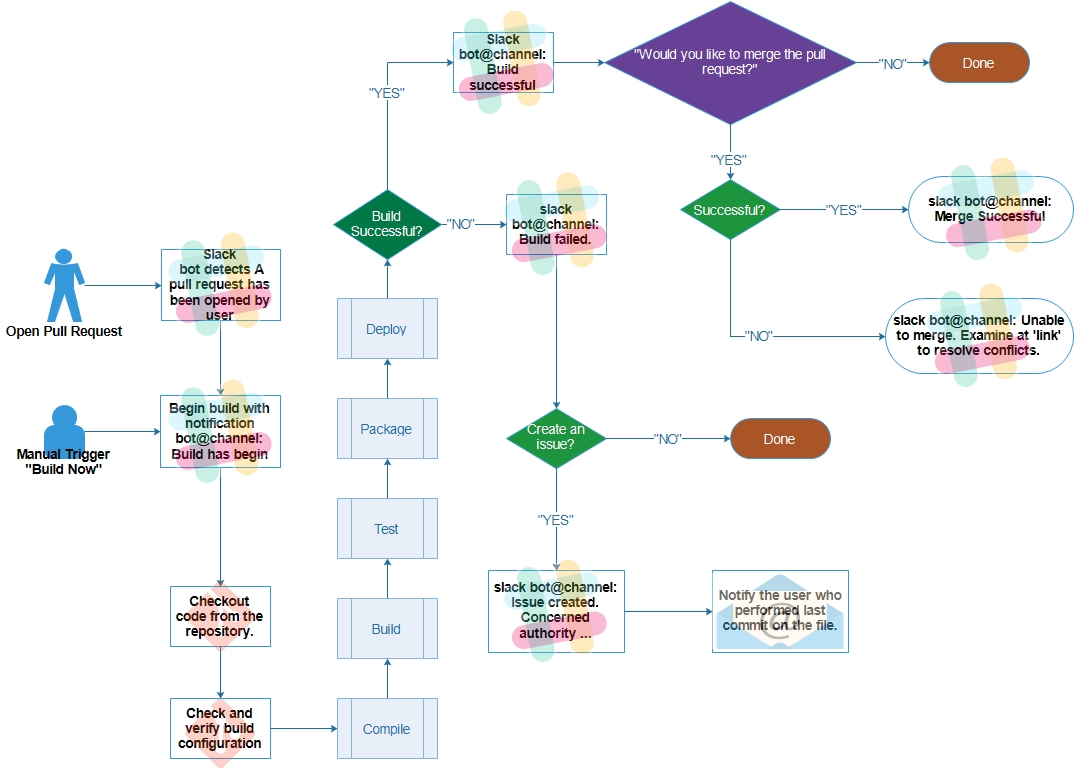 Slack
bot@channel:
Build
successful
"Would you like to merge the pull
request?"
"NO"
Done
"YES"
"YES"
Build
Successful?
"NO"
slack
bot@channel:
Build failed.
Successful?
"YES"
slack bot@channel:
Merge Successful
Slack
bot detects A
pull request has
been opened by
user
Open Pull Request
Deploy
"NO"
slack bot@channel: Unable
to merge. Examine at 'link'
to resolve conflicts.
Begin build with
notification
bot@channel:
Build has begin
Manual Trigger
"Build Now"
Package
Create an
issue?
"NO"
Done
Test
"YES"
slack bot@channel:
Issue created.
Concerned
authority ...
Notify the user who
performed last
commit on the file.
@
Checkout
code from the
repository.
Build
Check and
verify build
configuration
Compile